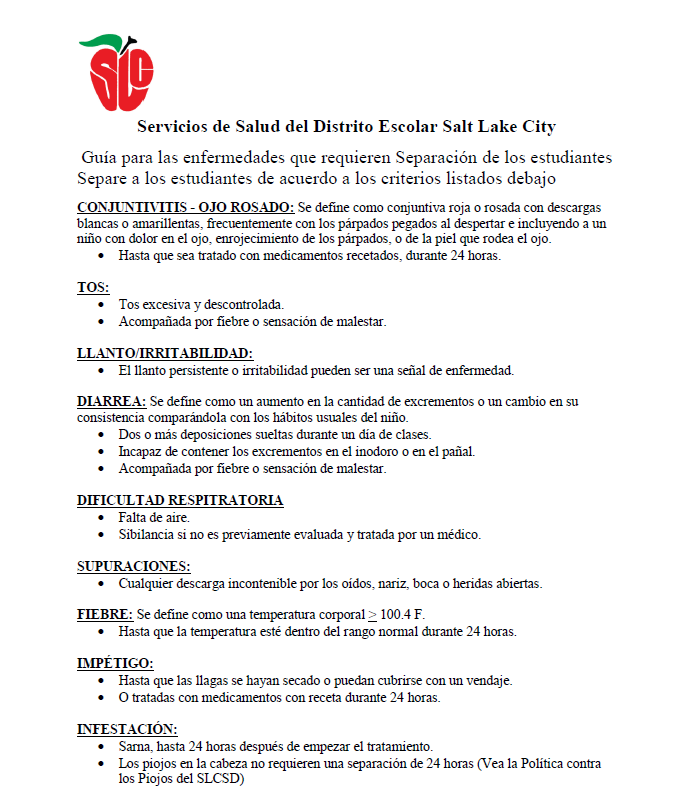 SLC
Servicios de Salud del Distrito Escolar Salt Lake City
Guía para las enfermedades que requieren Separación de los estudiantes
Separe a los estudiantes de acuerdo a los criterios listados debajo
CONJUNTIVITIS - OJO ROSADO: Se define como conjuntiva roja o rosada con descargas
blancas o amarillentas, frecuentemente con los párpados pegados al despertar e incluyendo a un
niño con dolor en el ojo, enrojecimiento de los párpados, o de la piel que rodea el ojo.
• Hasta que sea tratado con medicamentos recetados, durante 24 horas.
TOS:
• Tos excesiva y descontrolada.
• Acompañada por fiebre o sensación de malestar.
LLANTO/IRRITABILIDAD:
• El llanto persistente o irritabilidad pueden ser una señal de enfermedad.
DIARREA: Se define como un aumento en la cantidad de excrementos o un cambio en su
consistencia comparándola con los hábitos usuales del niño.
• Dos o más deposiciones sueltas durante un día de clases.
• Incapaz de contener los excrementos en el inodoro o en el pañal.
• Acompañada por fiebre o sensación de malestar.
DIFICULTAD RESPITRATORIA
• Falta de aire.
• Sibilancia si no es previamente evaluada y tratada por un médico.
SUPURACIONES:
• Cualquier descarga incontenible por los oídos, nariz, boca o heridas abiertas.
FIEBRE: Se define como una temperatura corporal > 100.4 F.
• Hasta que la temperatura esté dentro del rango normal durante 24 horas.
IMPÉTIGO:
• Hasta que las llagas se hayan secado o puedan cubrirse con un vendaje.
• O tratadas con medicamentos con receta durante 24 horas.
INFESTACIÓN:
• Sarna, hasta 24 horas después de empezar el tratamiento.
• Los piojos en la cabeza no requieren una separación de 24 horas (Vea la Política contra
los Piojos del SLCSD)